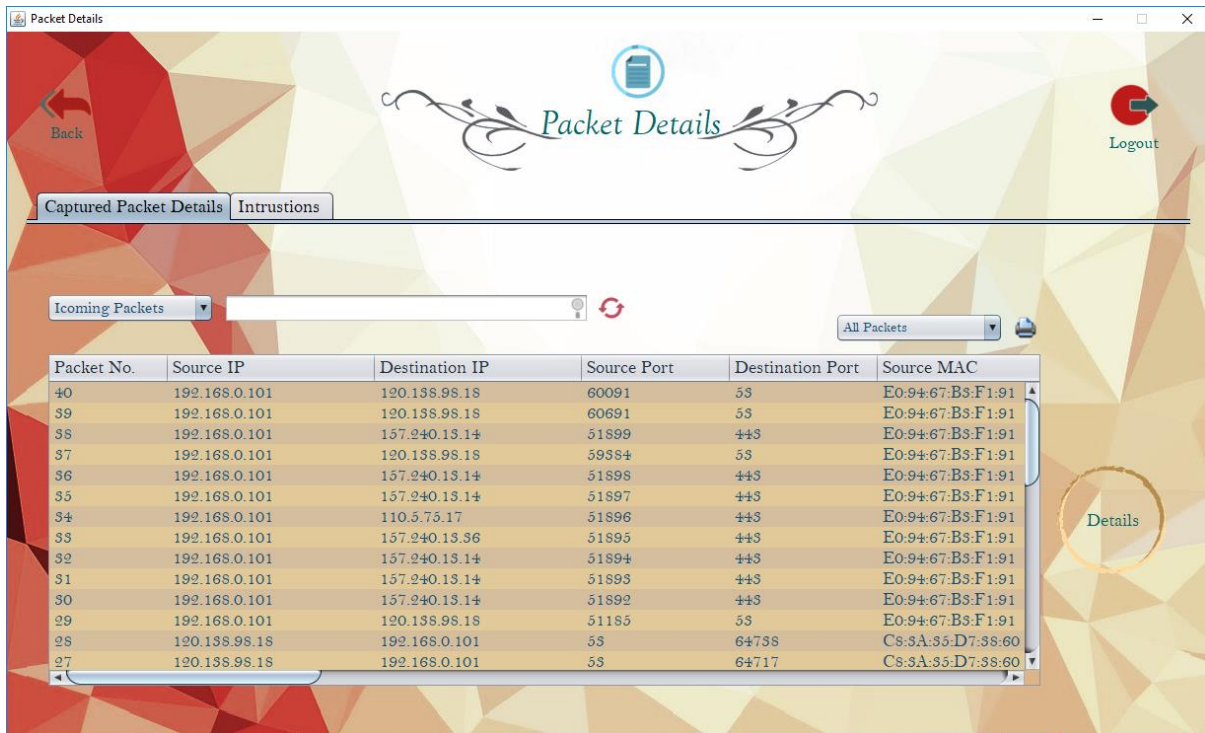 Packet Details
Packet Details
Back
Logout
Captured Packet Details Intrustions
Icoming Packets
All Packets
Packet No. Source IP Destination IP Source Port Destination Port Source MAC
40 192.168.0.101 120.138.98.18 60091 53 E0:94:67:B3:F1:91
39 192.168.0.101 120.138.98.18 60691 53 E0:94:67:B3:F1:91
38 192.168.0.101 157.240.13.14 51899 443 E0:94:67:B3:F1:91
37 192.168.0.101 120.138.98.18 59384 53 E0:94:67:B3:F1:91
36 192.168.0.101 157.240.13.14 51898 443 E0:94:67:B3:F1:91
35 192.168.0.101 157.240.13.14 51897 443 E0:94:67:B3:F1:91
34 192.168.0.101 110.5.75.17 51896 443 E0:94:67:B3:F1:91
33 192.168.0.101 157.240.13.36 51895 443 E0:94:67:B3:F1:91
32 192.168.0.101 157.240.13.14 51894 443 E0:94:67:B3:F1:91
31 192.168.0.101 157.240.13.14 51893 443 E0:94:67:B3:F1:91
30 192.168.0.101 157.240.13.14 51892 443 E0:94:67:B3:F1:91
29 192.168.0.101 120.138.98.18 51185 53 E0:94:67:B3:F1:91
28 120.138.98.18 192.168.0.101 53 64738 C8:3A:35:D7:38:60
27 120.138.98.18 192.168.0.101 53 64717 C8:3A:35:D7:38:60
Details